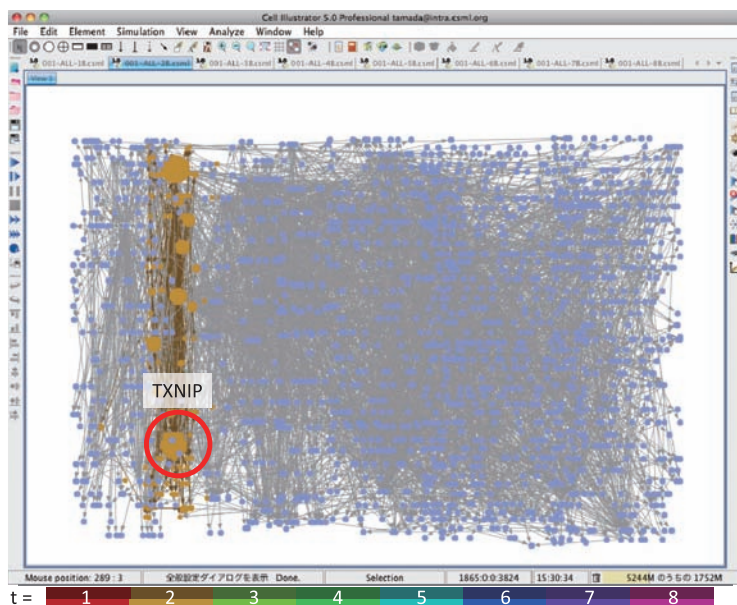 Cell Illustrator 5.0 Professional tamada@intra.csml.org
File Edit Element Simulation View Analyze Window Help
001-ALL-1B.csml 001-ALL-2B.csml 001-ALL-3B.csml 001-ALL-4B.csml 001-ALL-5B.csml 001-ALL-6B.csml 001-ALL-7B.csml 001-ALL-8B.csml
View-1
TXNIP
Mouse position: 289 : 3 全般設定ダイアログを表示 Done. Selection 1865:0:0:3824 15:30:34 5244M のうちの 1752M
t = 1 2 3 4 5 6 7 8